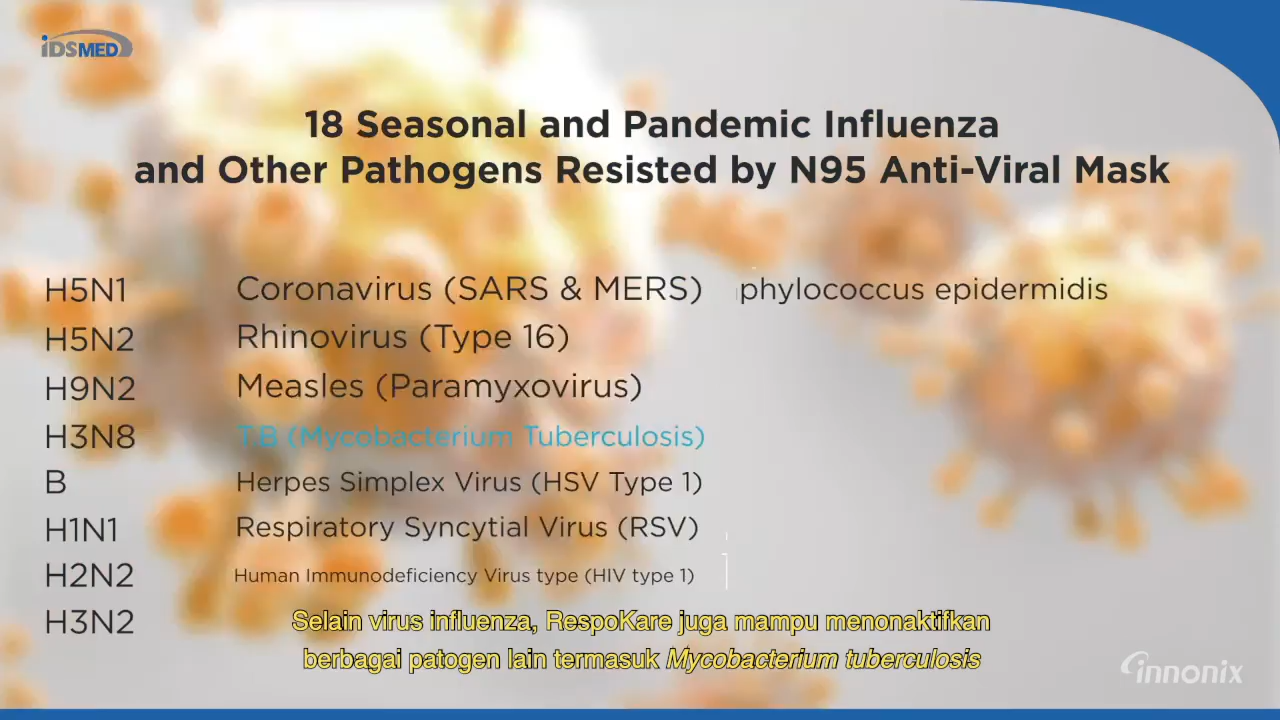 iDSMED
18 Seasonal and Pandemic Influenza
and Other Pathogens Resisted by N95 Anti-Viral Mask
H5N1
H5N2
H9N2
H3N8
B
H1N1
H2N2
H3N2
Coronavirus (SARS & MERS)
Rhinovirus (Type 16)
Measles (Paramyxovirus)
T.B (Mycobacterium Tuberculosis)
Herpes Simplex Virus (HSV Type 1)
Respiratory Syncytial Virus (RSV)
Human Immunodeficiency Virus type (HIV type 1)
phylococcus epidermidis
Selain virus influenza, RespoKare juga mampu menonaktifkan
berbagai patogen lain termasuk Mycobacterium tuberculosis
innonix